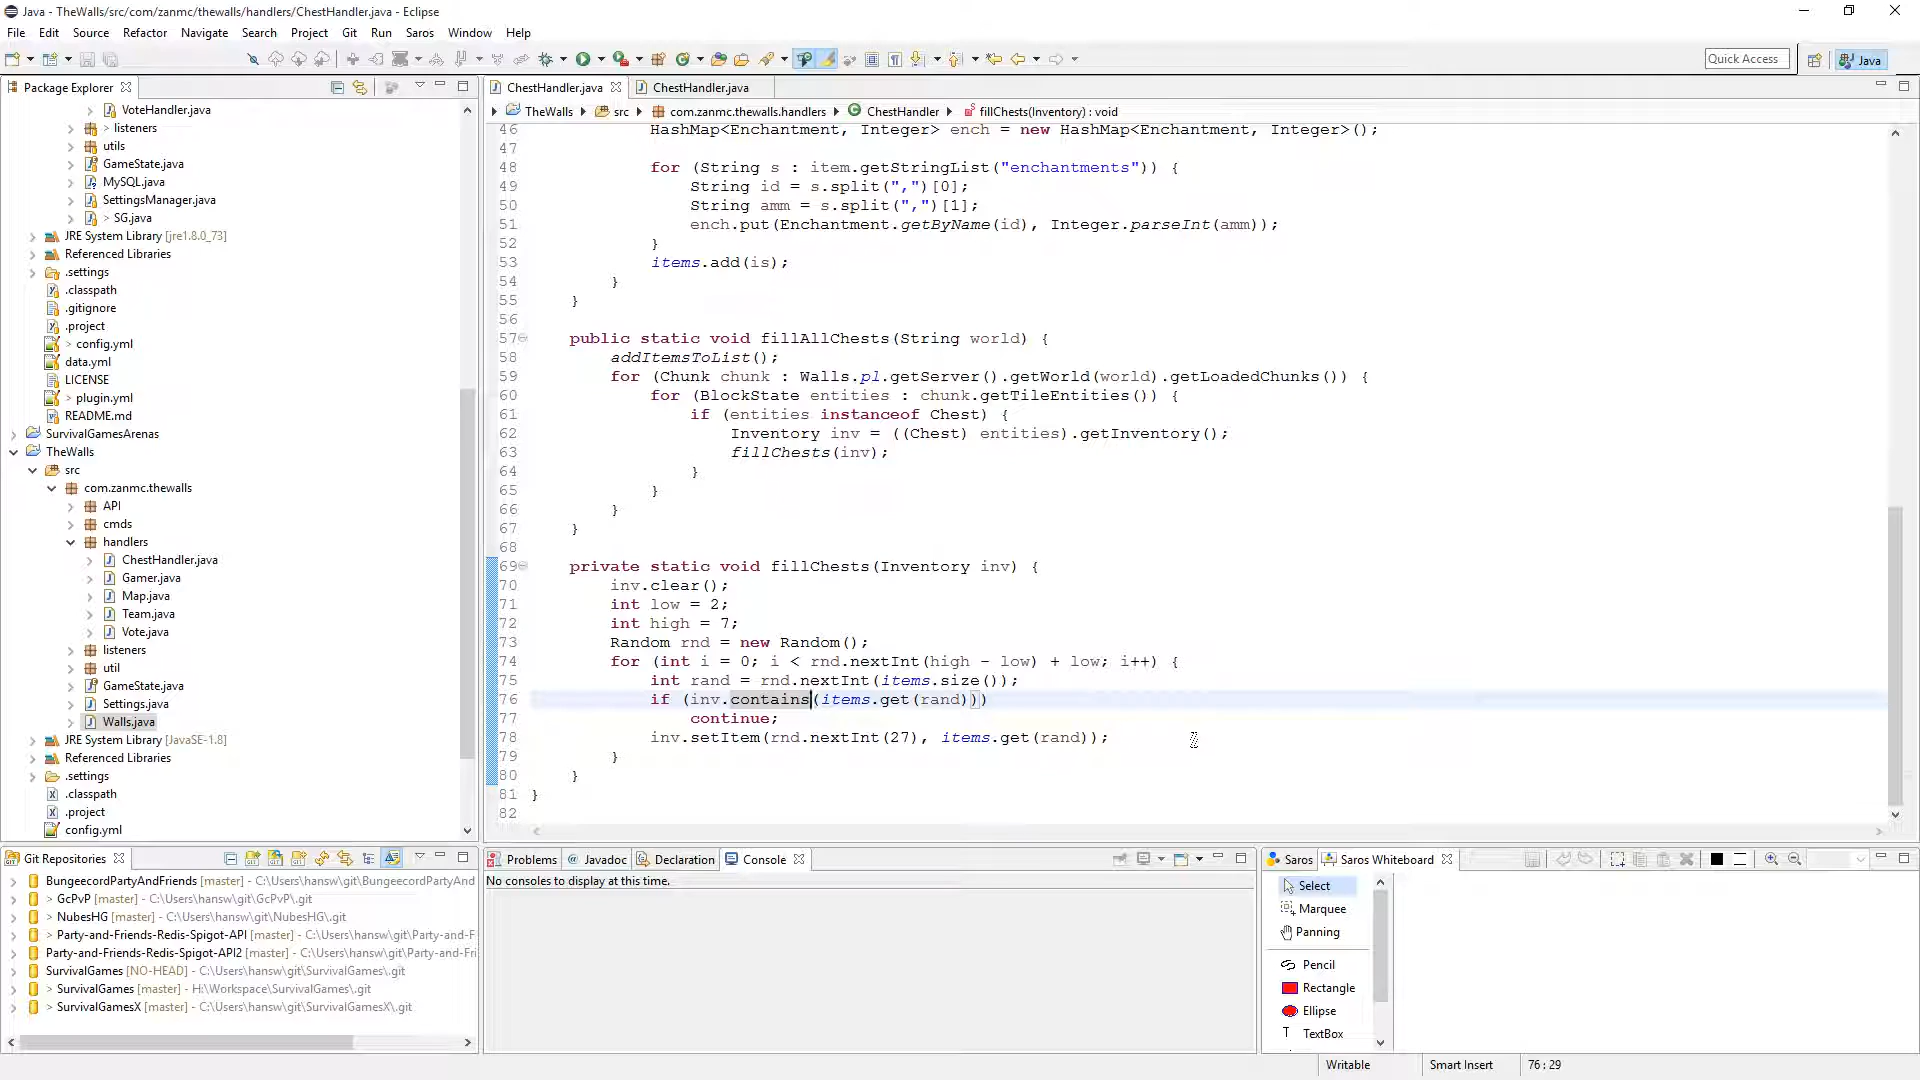 Java - TheWalls/src/com/zanmc/thewalls/handlers/ChestHandler.java - Eclipse
File Edit Source Refactor Navigate Search Project Git Run Saros Window Help
Quick Access
Java
Package Explorer
VoteHandler.java
> listeners
utils
GameState.java
MySQL.java
SettingsManager.java
> SG.java
JRE System Library [jre1.8.0_73]
Referenced Libraries
.settings
.classpath
.gitignore
.project
> config.yml
data.yml
LICENSE
> plugin.yml
README.md
SurvivalGamesArenas
TheWalls
src
com.zanmc.thewalls
API
cmds
handlers
ChestHandler.java
Gamer.java
Map.java
Team.java
Vote.java
listeners
util
GameState.java
Settings.java
Walls.java
JRE System Library [JavaSE-1.8]
Referenced Libraries
.settings
.classpath
.project
config.yml
ChestHandler.java
ChestHandler.java
TheWalls src com.zanmc.thewalls.handlers ChestHandler fillChests(Inventory) : void
46 HashMap<Enchantment, Integer> ench = new HashMap<Enchantment, Integer>();
47
48 for (String s : item.getStringList("enchantments")) {
49 String id = s.split(",")[0];
50 String amm = s.split(",")[1];
51 ench.put(Enchantment.getByName(id), Integer.parseInt(amm));
52 }
53 items.add(is);
54 }
55 }
56
57 public static void fillAllChests(String world) {
58 addItemsToList();
59 for (Chunk chunk : Walls.pl.getServer().getWorld(world).getLoadedChunks()) {
60 for (BlockState entities : chunk.getTileEntities()) {
61 if (entities instanceof Chest) {
62 Inventory inv = ((Chest) entities).getInventory();
63 fillChests(inv);
64 }
65 }
66 }
67 }
68
69 private static void fillChests(Inventory inv) {
70 inv.clear();
71 int low = 2;
72 int high = 7;
73 Random rnd = new Random();
74 for (int i = 0; i < rnd.nextInt(high - low) + low; i++) {
75 int rand = rnd.nextInt(items.size());
76 if (inv.contains(items.get(rand)))
77 continue;
78 inv.setItem(rnd.nextInt(27), items.get(rand));
79 }
80 }
81 }
82
Git Repositories
BungeecordPartyAndFriends [master] - C:\Users\hansw\git\BungeecordPartyAnd
> GcPvP [master] - C:\Users\hansw\git\GcPvP\.git
> NubesHG [master] - C:\Users\hansw\git\NubesHG\.git
> Party-and-Friends-Redis-Spigot-API [master] - C:\Users\hansw\git\Party-and-F
Party-and-Friends-Redis-Spigot-API2 [master] - C:\Users\hansw\git\Party-and-Fri
SurvivalGames [NO-HEAD] - C:\Users\hansw\git\SurvivalGames\.git
> SurvivalGames [master] - H:\Workspace\SurvivalGames\.git
> SurvivalGamesX [master] - C:\Users\hansw\git\SurvivalGamesX\.git
Problems Javadoc Declaration Console
No consoles to display at this time.
Saros Saros Whiteboard
Select
Marquee
Panning
Pencil
Rectangle
Ellipse
TextBox
Writable Smart Insert 76 : 29